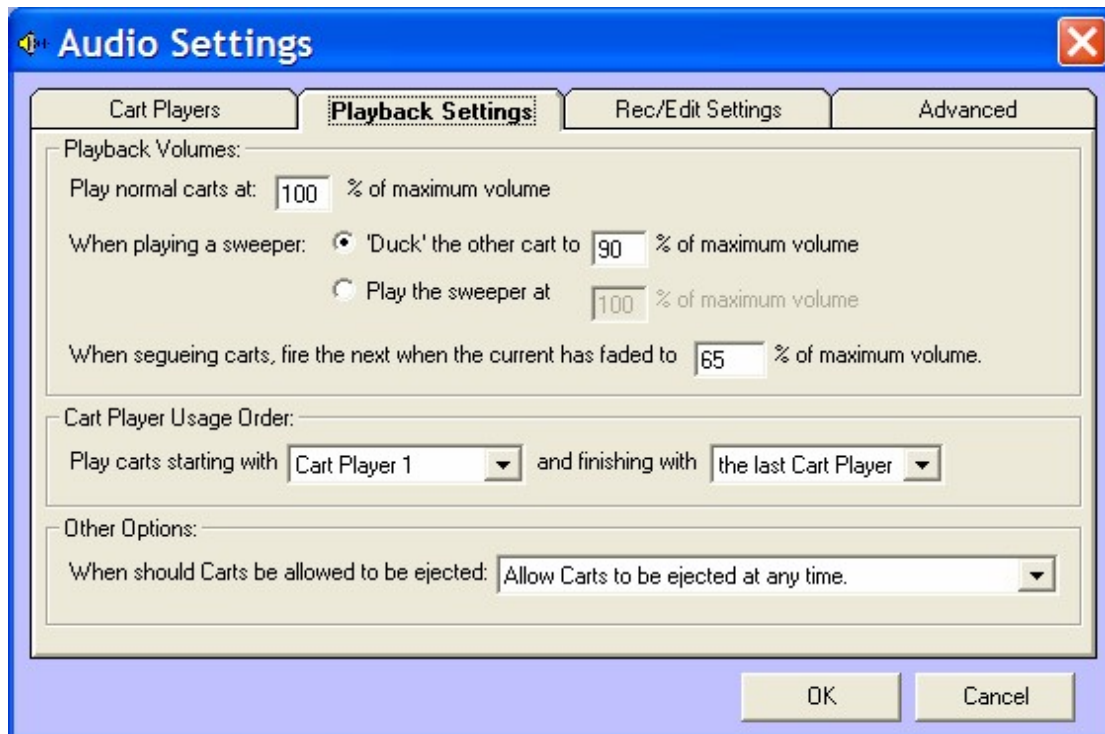 Audio Settings
Cart Players Playback Settings Rec/Edit Settings Advanced
Playback Volumes:
Play normal carts at: 100 % of maximum volume
When playing a sweeper: 'Duck' the other cart to 90 % of maximum volume
Play the sweeper at 100 % of maximum volume
When segueing carts, fire the next when the current has faded to 65 % of maximum volume.
Cart Player Usage Order:
Play carts starting with Cart Player 1 and finishing with the last Cart Player
Other Options:
When should Carts be allowed to be ejected: Allow Carts to be ejected at any time.
OK Cancel